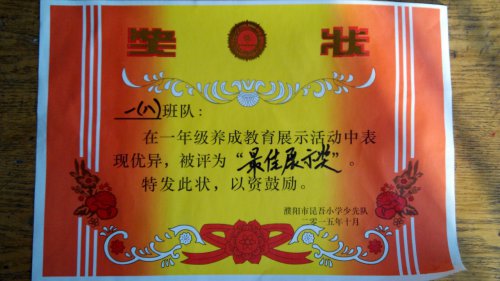 奖 状
一(八)班队：
在一年级养成教育展示活动中表
现优异，被评为“最佳展示奖”。
特发此状，以资鼓励。
濮阳市昆吾小学少先队
二零一五年十月